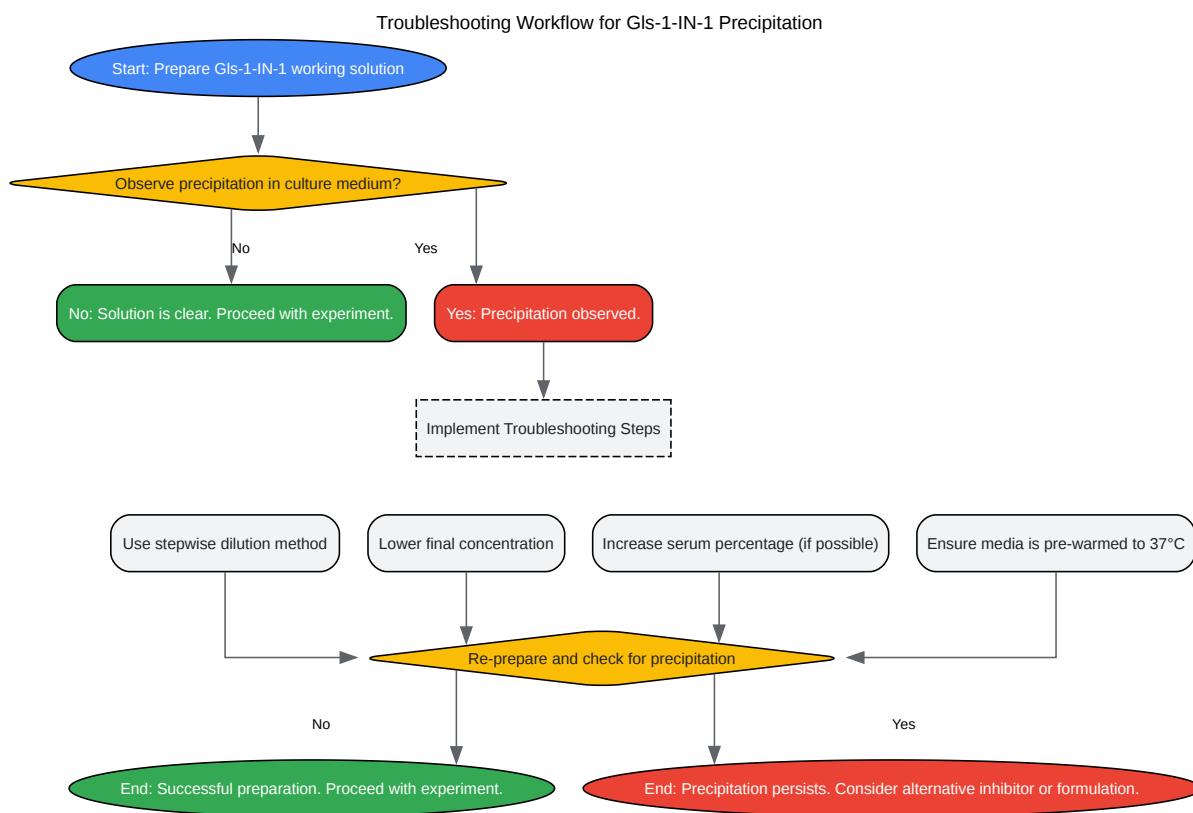 Troubleshooting Workflow for Gls-1-IN-1 Precipitation
Start: Prepare Gls-1-IN-1 working solution
Observe precipitation in culture medium?
No
Yes
No: Solution is clear. Proceed with experiment.
Yes: Precipitation observed.
Implement Troubleshooting Steps
Use stepwise dilution method
Lower final concentration
Increase serum percentage (if possible)
Ensure media is pre-warmed to 37°C
Re-prepare and check for precipitation
No
Yes
End: Successful preparation. Proceed with experiment.
End: Precipitation persists. Consider alternative inhibitor or formulation.